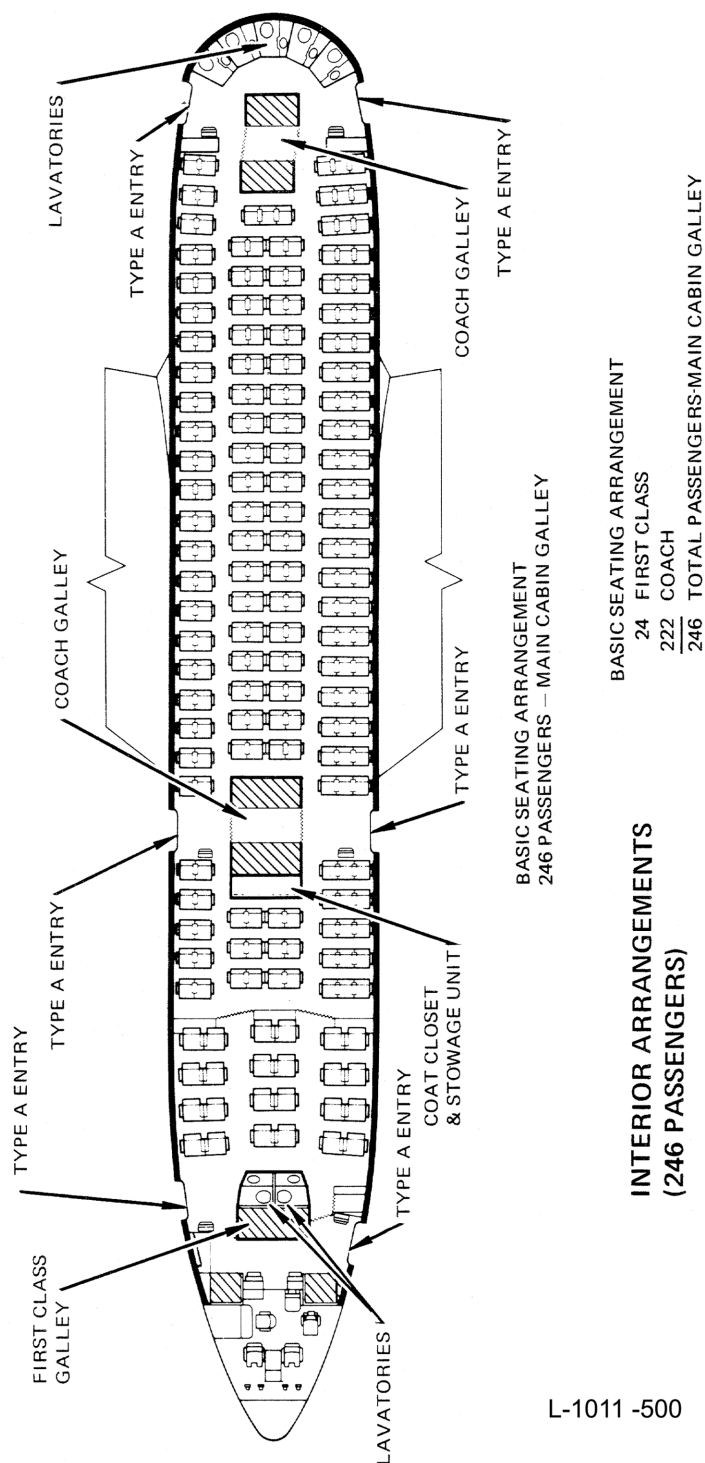 LAVATORIES
TYPE A ENTRY
TYPE A ENTRY
COACH GALLEY
COACH GALLEY
TYPE A ENTRY
TYPE A ENTRY
COAT CLOSET
& STOWAGE UNIT
TYPE A ENTRY
TYPE A ENTRY
FIRST CLASS
GALLEY
LAVATORIES
BASIC SEATING ARRANGEMENT
246 PASSENGERS – MAIN CABIN GALLEY
BASIC SEATING ARRANGEMENT
24 FIRST CLASS
222 COACH
246 TOTAL PASSENGERS-MAIN CABIN GALLEY
INTERIOR ARRANGEMENTS
(246 PASSENGERS)
L-1011 -500